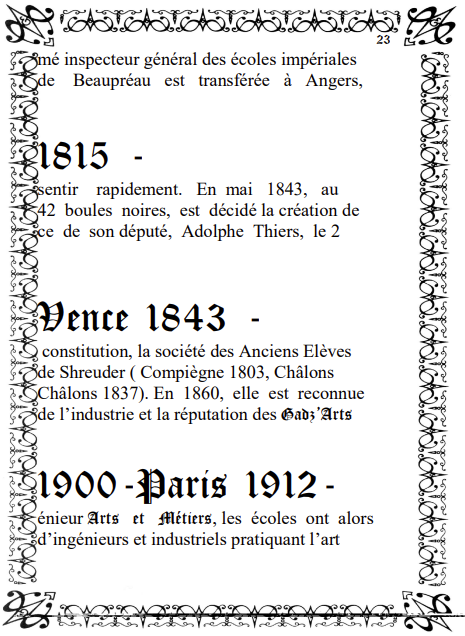 23
mé inspecteur général des écoles impériales
de Beaupréau est transférée à Angers,
1815 -
sentir rapidement. En mai 1843, au
42 boules noires, est décidé la création de
ce de son député, Adolphe Thiers, le 2
Vence 1843 -
constitution, la société des Anciens Elèves
de Shreuder ( Compiègne 1803, Châlons
Châlons 1837). En 1860, elle est reconnue
de l'industrie et la réputation des Gadz'Arts
1900 -Paris 1912 -
énieur Arts et Métiers, les écoles ont alors
d'ingénieurs et industriels pratiquant l'art